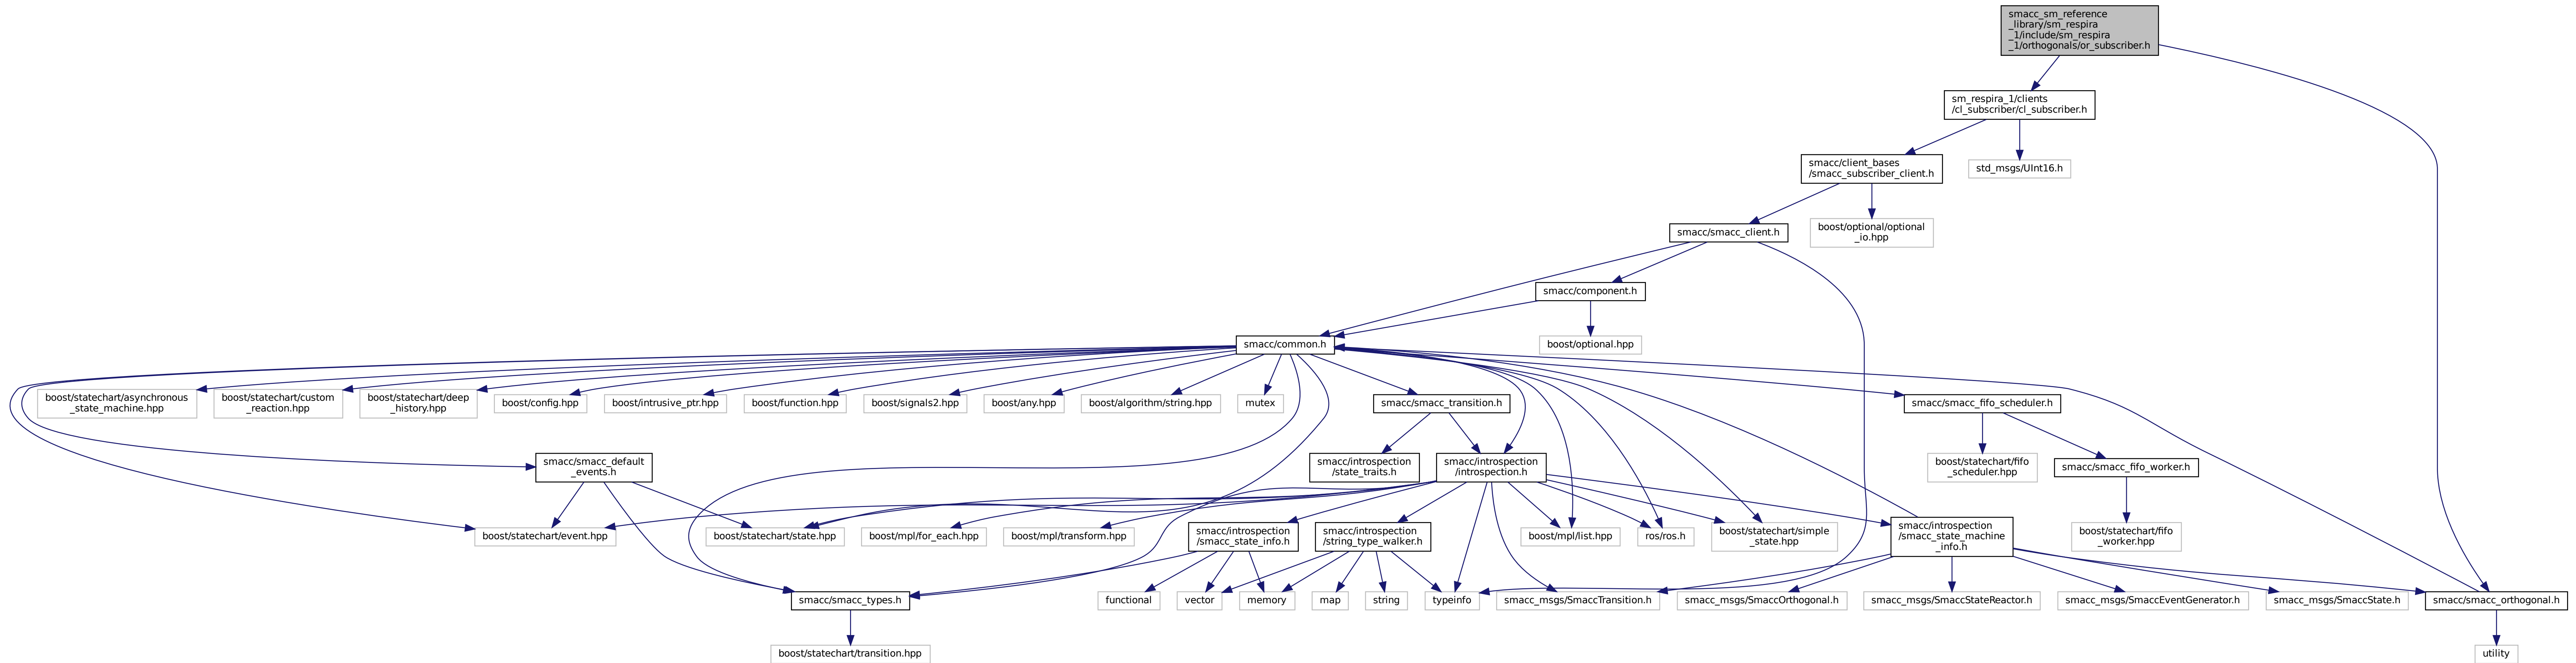 smacc_sm_reference
_library/sm_respira
_1/include/sm_respira
_1/orthogonals/or_subscriber.h
sm_respira_1/clients
/cl_subscriber/cl_subscriber.h
smacc/client_bases
/smacc_subscriber_client.h
std_msgs/UInt16.h
smacc/smacc_client.h
boost/optional/optional
_io.hpp
smacc/component.h
smacc/common.h
boost/optional.hpp
boost/statechart/asynchronous
_state_machine.hpp
boost/statechart/custom
_reaction.hpp
boost/statechart/deep
_history.hpp
boost/config.hpp
boost/intrusive_ptr.hpp
boost/function.hpp
boost/signals2.hpp
boost/any.hpp
boost/algorithm/string.hpp
mutex
smacc/smacc_transition.h
smacc/smacc_fifo_scheduler.h
smacc/smacc_default
_events.h
smacc/introspection
/state_traits.h
smacc/introspection
/introspection.h
boost/statechart/fifo
_scheduler.hpp
smacc/smacc_fifo_worker.h
boost/statechart/event.hpp
boost/statechart/state.hpp
boost/mpl/for_each.hpp
boost/mpl/transform.hpp
smacc/introspection
/smacc_state_info.h
smacc/introspection
/string_type_walker.h
boost/mpl/list.hpp
ros/ros.h
boost/statechart/simple
_state.hpp
smacc/introspection
/smacc_state_machine
_info.h
boost/statechart/fifo
_worker.hpp
smacc/smacc_types.h
functional
vector
memory
map
string
typeinfo
smacc_msgs/SmaccTransition.h
smacc_msgs/SmaccOrthogonal.h
smacc_msgs/SmaccStateReactor.h
smacc_msgs/SmaccEventGenerator.h
smacc_msgs/SmaccState.h
smacc/smacc_orthogonal.h
boost/statechart/transition.hpp
utility